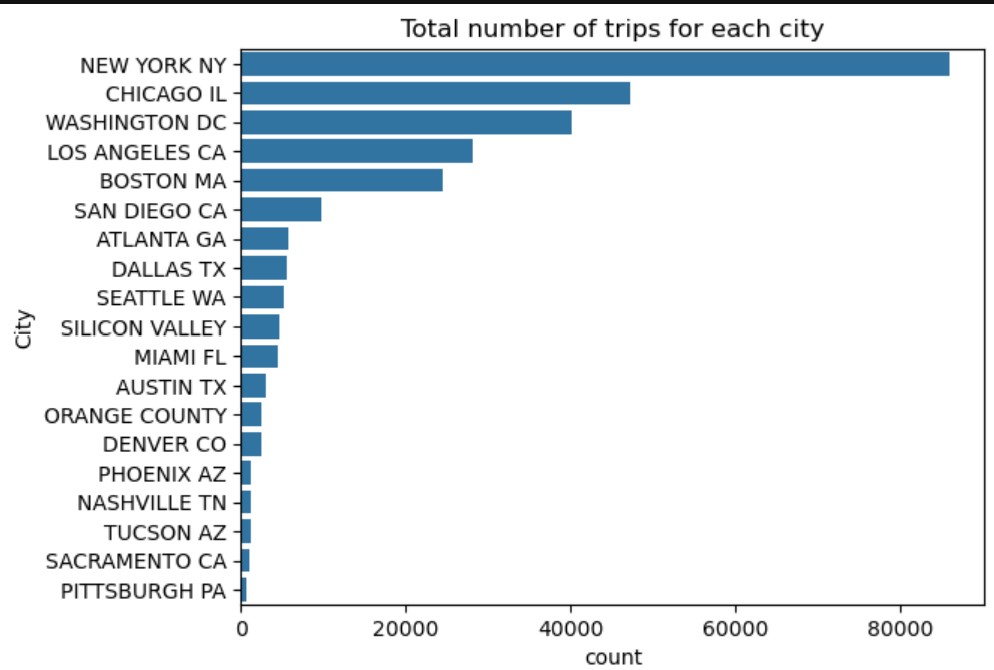 Total number of trips for each city
NEW YORK NY
CHICAGO IL
WASHINGTON DC
LOS ANGELES CA
BOSTON MA
SAN DIEGO CA
ATLANTA GA
DALLAS TX
SEATTLE WA
SILICON VALLEY
MIAMI FL
AUSTIN TX
ORANGE COUNTY
DENVER CO
PHOENIX AZ
NASHVILLE TN
TUCSON AZ
SACRAMENTO CA
PITTSBURGH PA
City
0 20000 40000 60000 80000
count